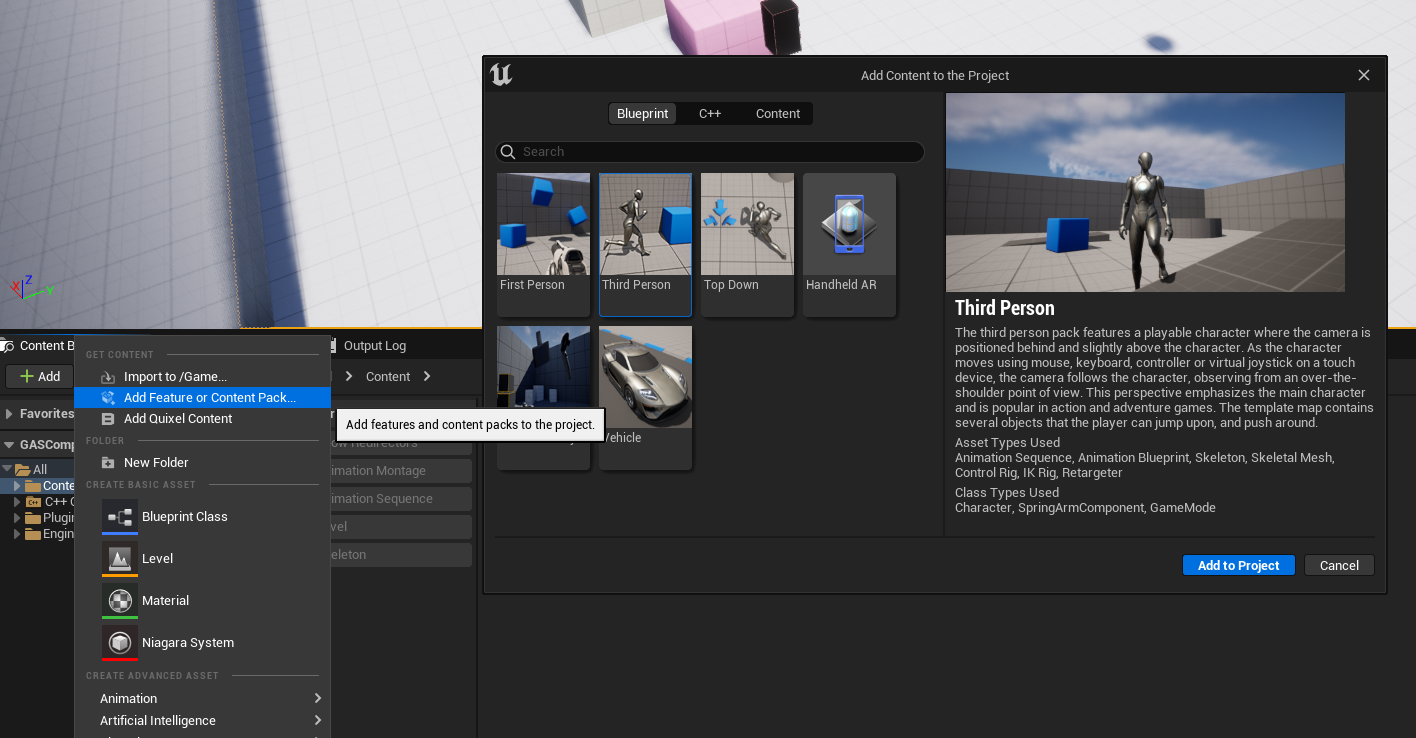 Add Content to the Project
Blueprint
C++
Content
Search
First Person
Third Person
Top Down
Handheld AR
Vehicle
Third Person
The third person pack features a playable character where the camera is
positioned behind and slightly above the character. As the character
moves using mouse, keyboard, controller or virtual joystick on a touch
device, the camera follows the character, observing from an over-the-
shoulder point of view. This perspective emphasizes the main character
and is popular in action and adventure games. The template map contains
several objects that the player can jump upon, and push around.
Asset Types Used
Animation Sequence, Animation Blueprint, Skeleton, Skeletal Mesh,
Control Rig, IK Rig, Retargeter
Class Types Used
Character, SpringArmComponent, GameMode
Add to Project
Cancel
X
Z
Y
Content B
Output Log
Add
Content
Favorites
GASComp
All
Conte
C++ C
Plugin
Engin
GET CONTENT
Import to /Game...
Add Feature or Content Pack...
Add Quixel Content
FOLDER
New Folder
CREATE BASIC ASSET
Blueprint Class
Level
Material
Niagara System
CREATE ADVANCED ASSET
Animation
Artificial Intelligence
Add features and content packs to the project.
ow Redirectors
nimation Montage
nimation Sequence
vel
eleton